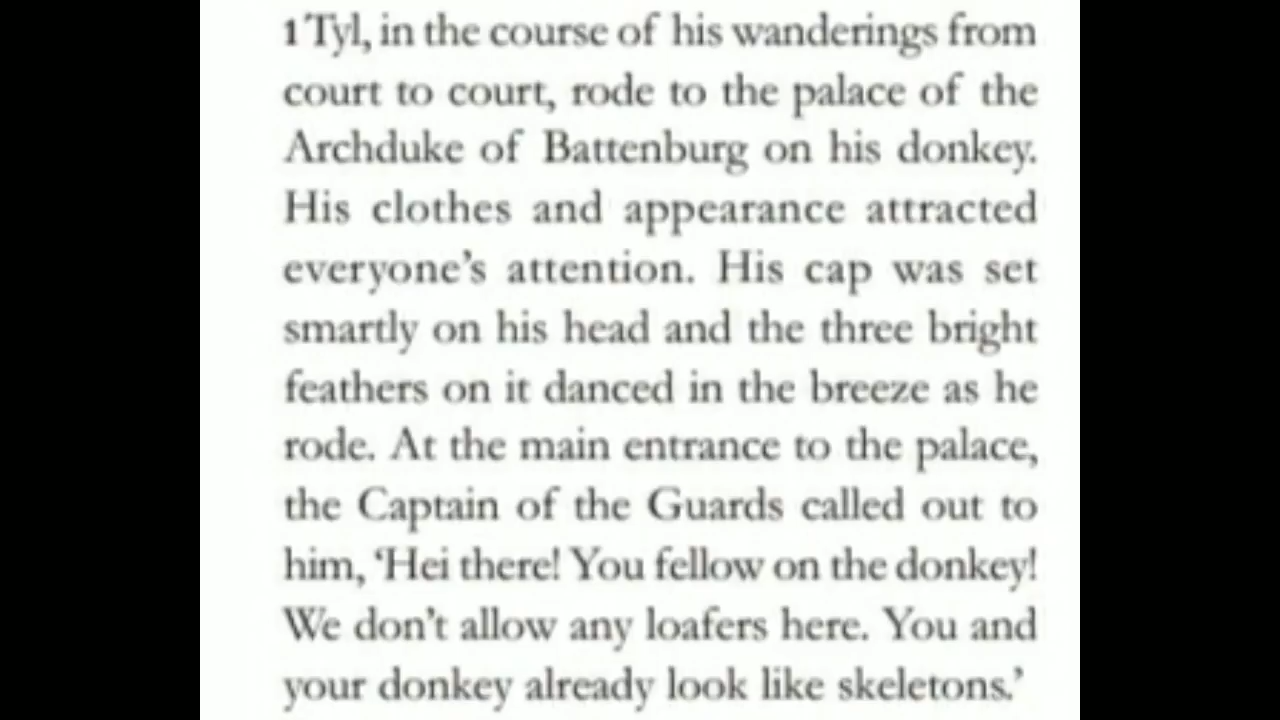 1 Tyl, in the course of his wanderings from
court to court, rode to the palace of the
Archduke of Battenburg on his donkey.
His clothes and appearance attracted
everyone’s attention. His cap was set
smartly on his head and the three bright
feathers on it danced in the breeze as he
rode. At the main entrance to the palace,
the Captain of the Guards called out to
him, ‘Hei there! You fellow on the donkey!
We don’t allow any loafers here. You and
your donkey already look like skeletons.’